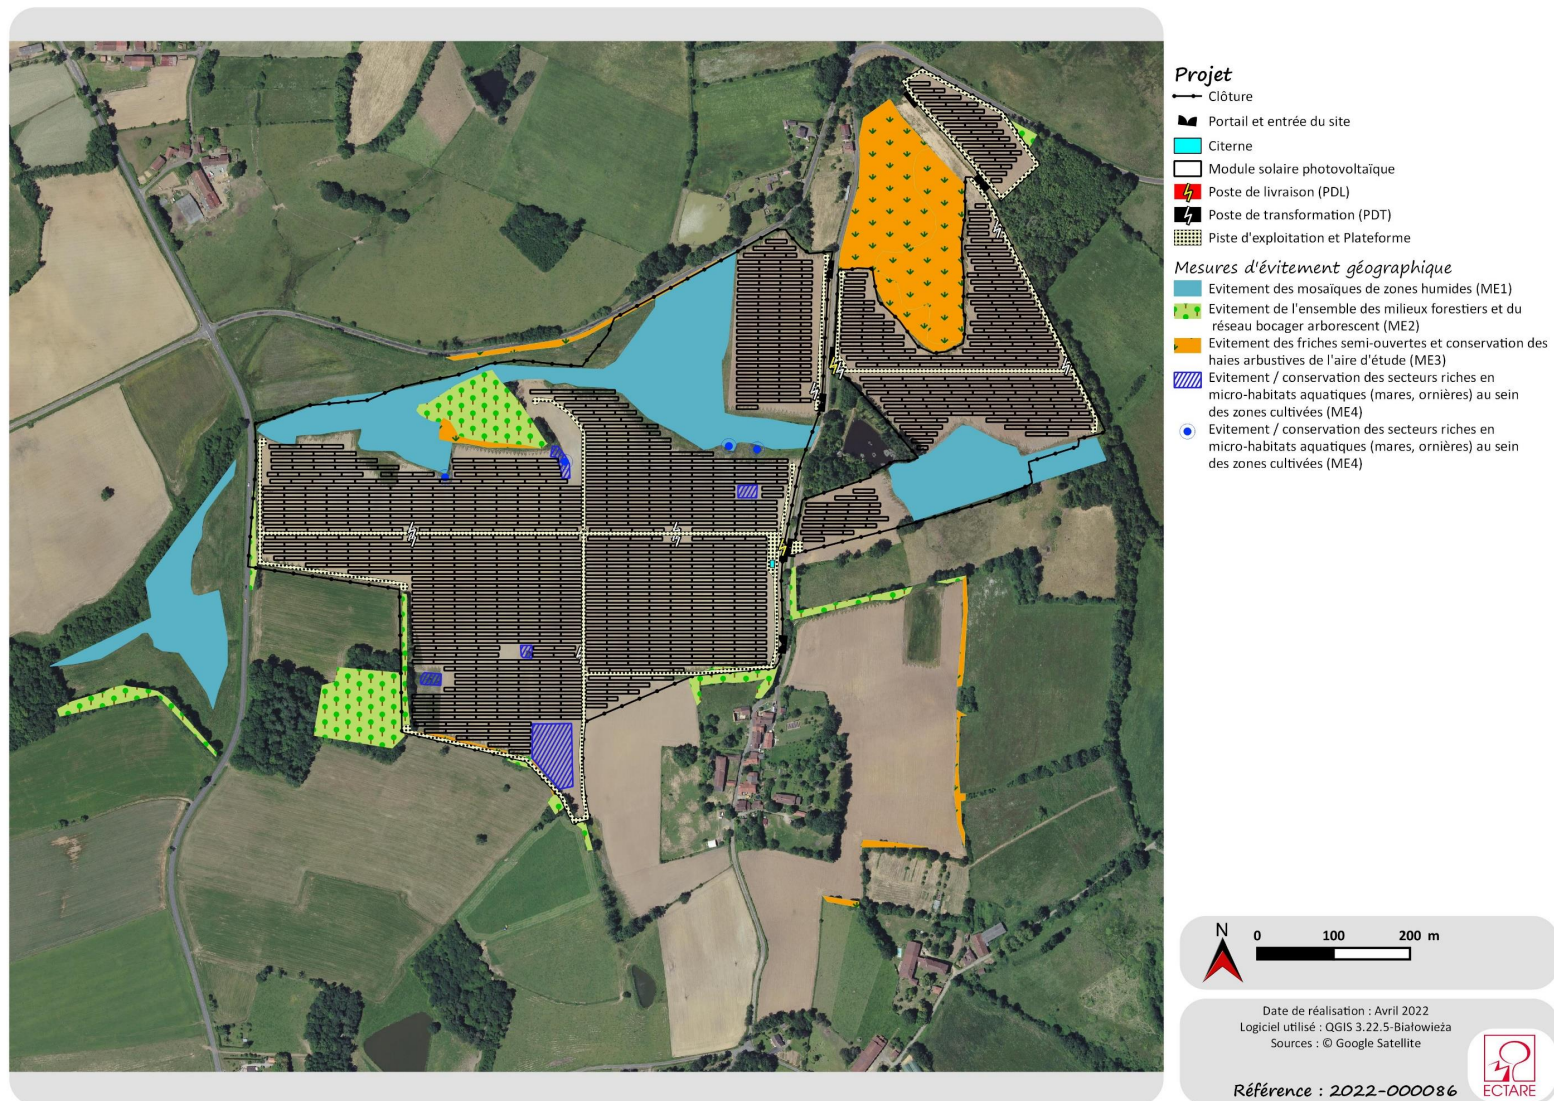 Projet
Clôture
Portail et entrée du site
Citerne
Module solaire photovoltaïque
Poste de livraison (PDL)
Poste de transformation (PDT)
Piste d'exploitation et Plateforme
Mesures d'évitement géographique
Evitement des mosaïques de zones humides (ME1)
Evitement de l'ensemble des milieux forestiers et du
réseau bocager arborescent (ME2)
Evitement des friches semi-ouvertes et conservation des
haies arbustives de l'aire d'étude (ME3)
Evitement / conservation des secteurs riches en
micro-habitats aquatiques (mares, ornières) au sein
des zones cultivées (ME4)
Evitement / conservation des secteurs riches en
micro-habitats aquatiques (mares, ornières) au sein
des zones cultivées (ME4)
N
0 100 200 m
Date de réalisation : Avril 2022
Logiciel utilisé : QGIS 3.22.5-Białowieża
Sources : © Google Satellite
Référence : 2022-000086
ECTARE